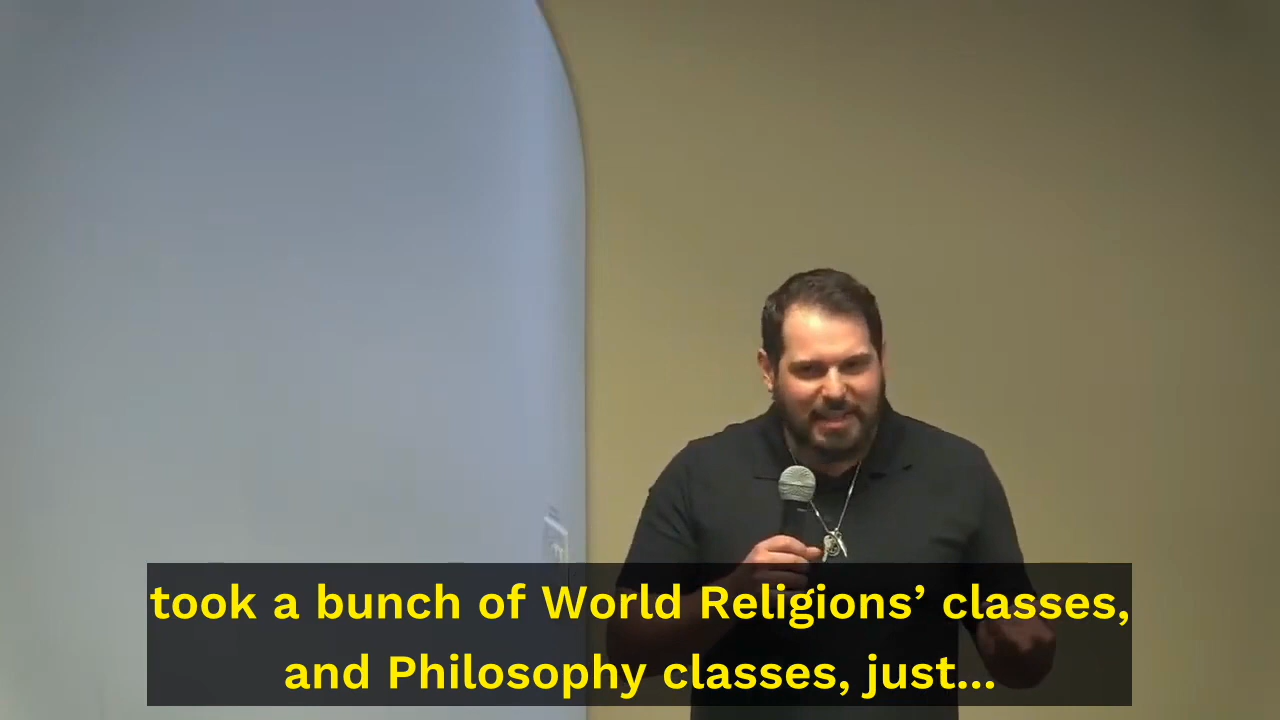 took a bunch of World Religions’ classes,
and Philosophy classes, just...